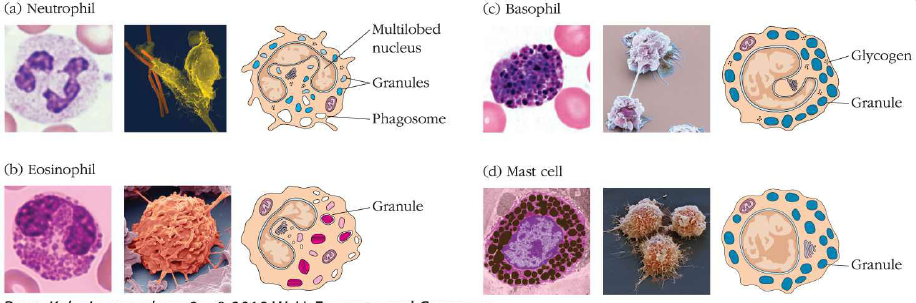 (a) Neutrophil
Multilobed
nucleus
Granules
Phagosome
(b) Eosinophil
Granule
(c) Basophil
Glycogen
Granule
(d) Mast cell
Granule